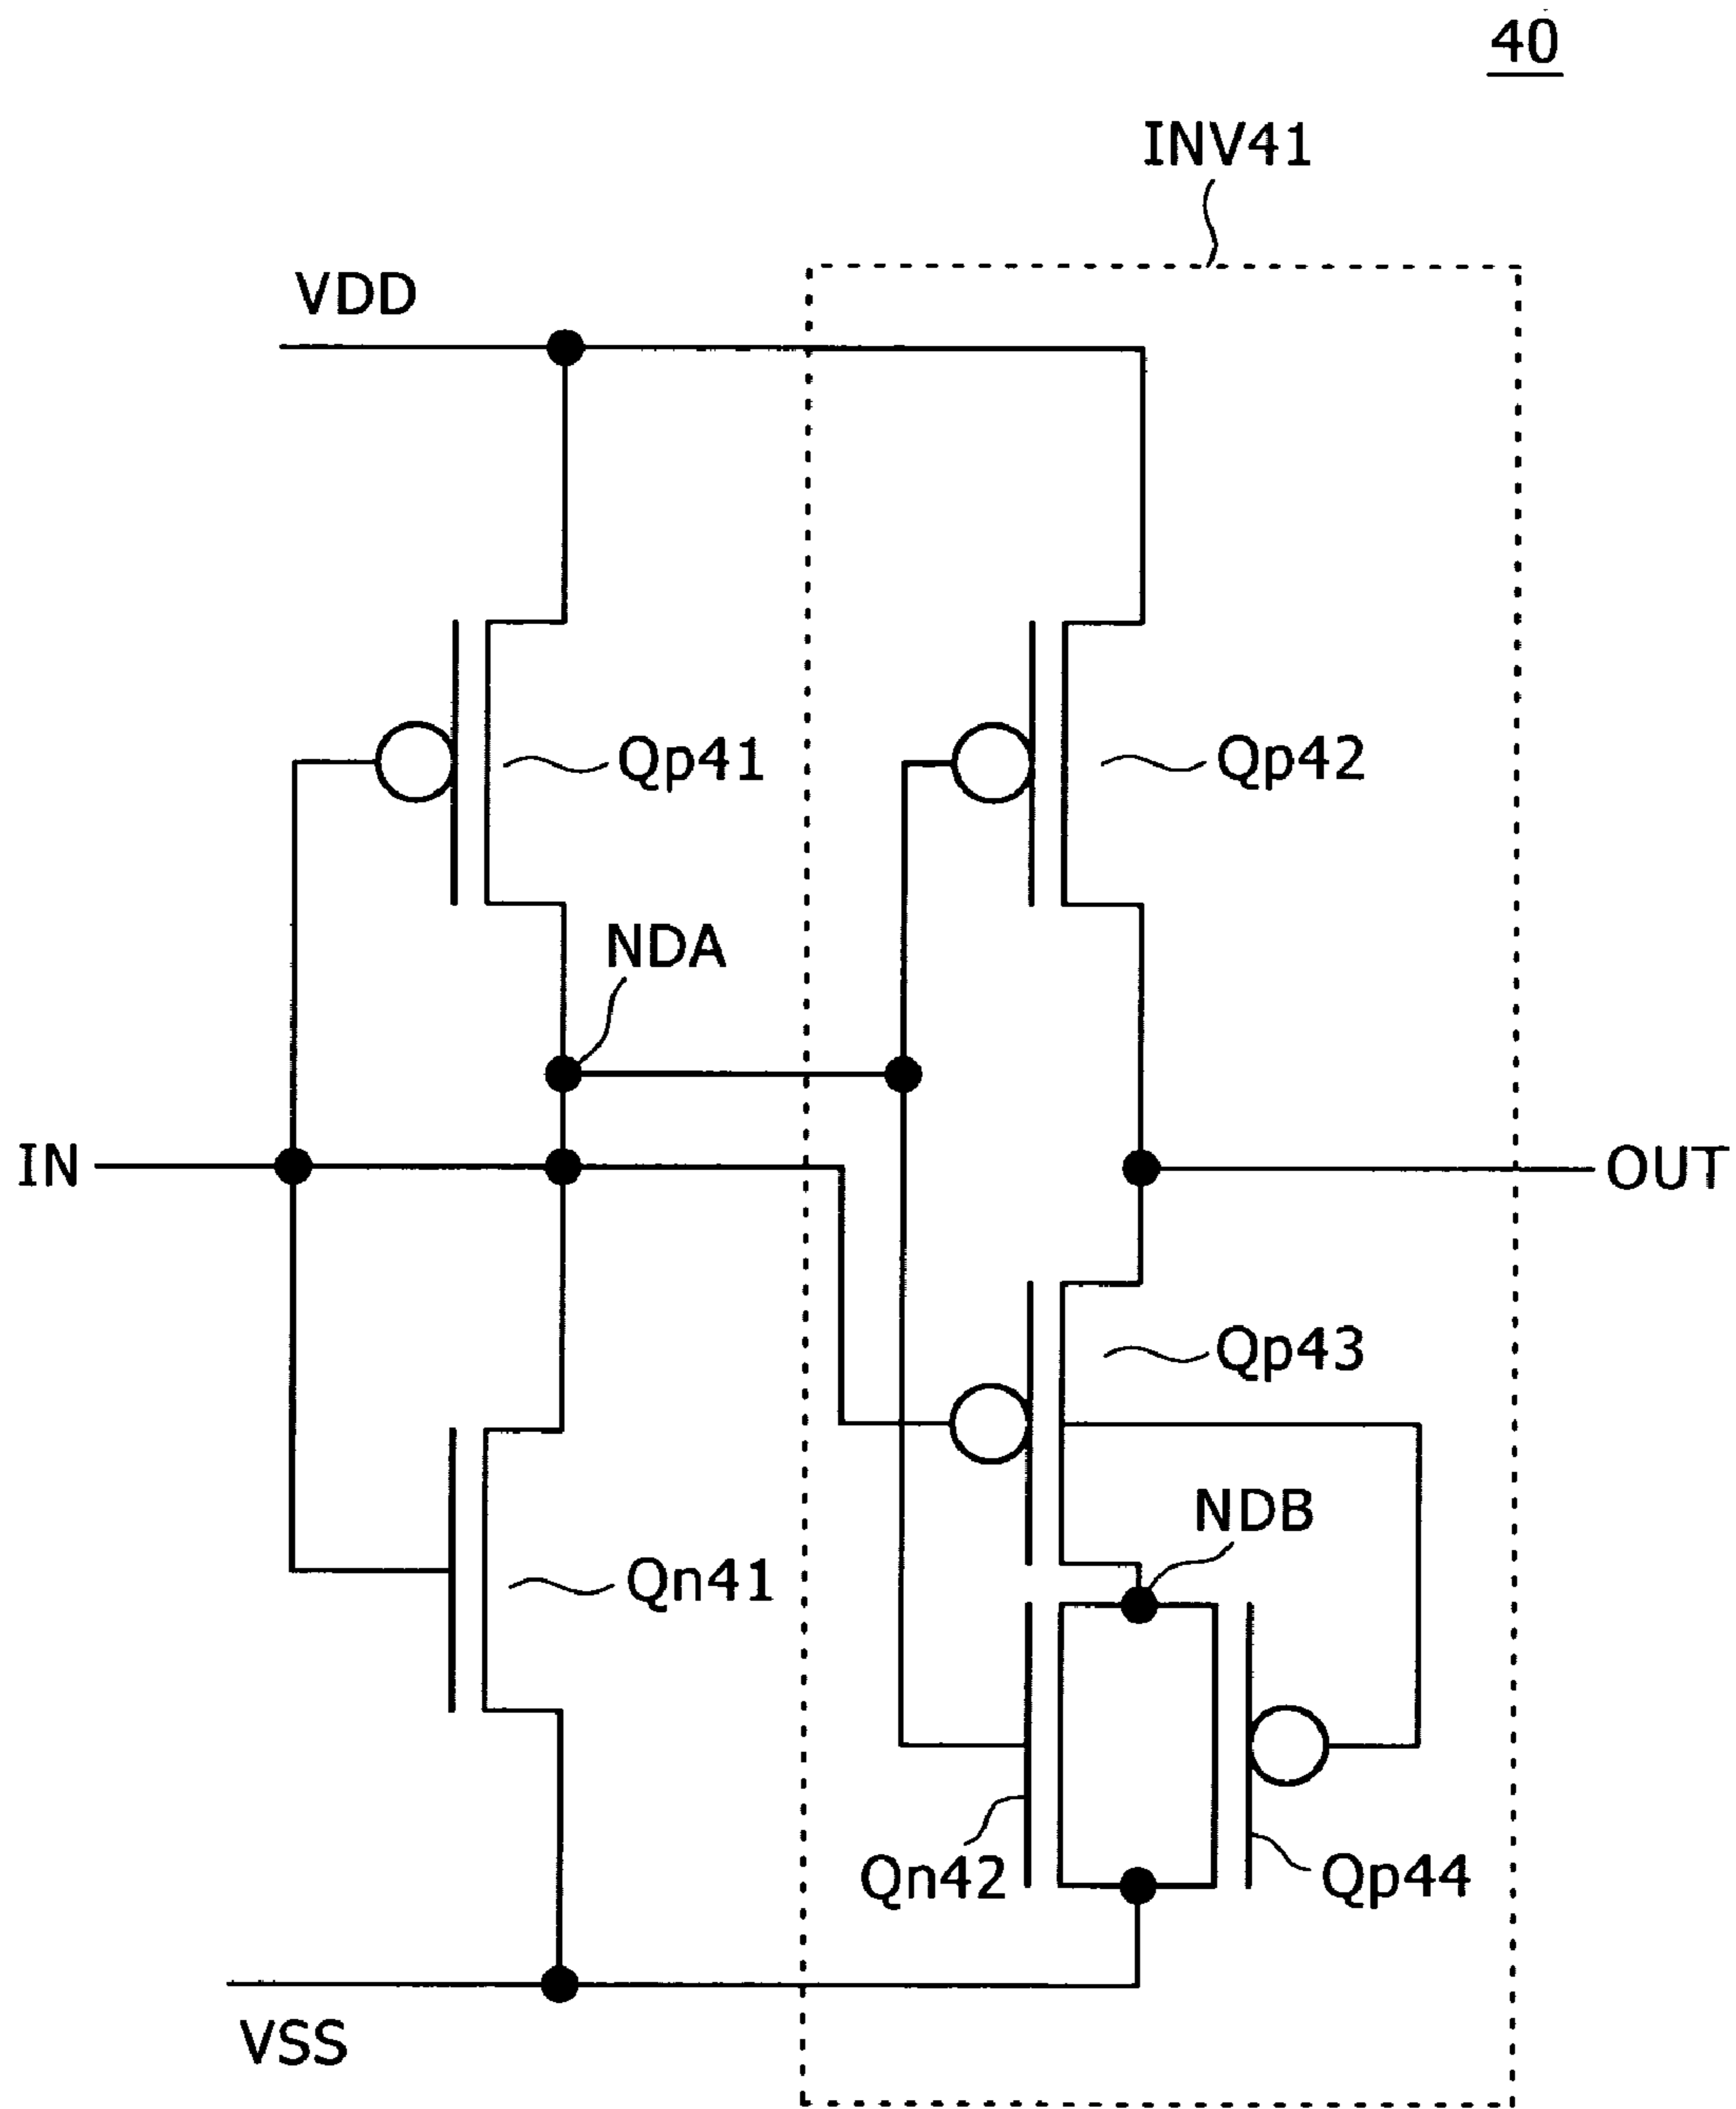 40
INV41
VDD
Qp41
Qp42
NDA
IN
OUT
Qp43
NDB
Qn41
Qn42
Qp44
VSS